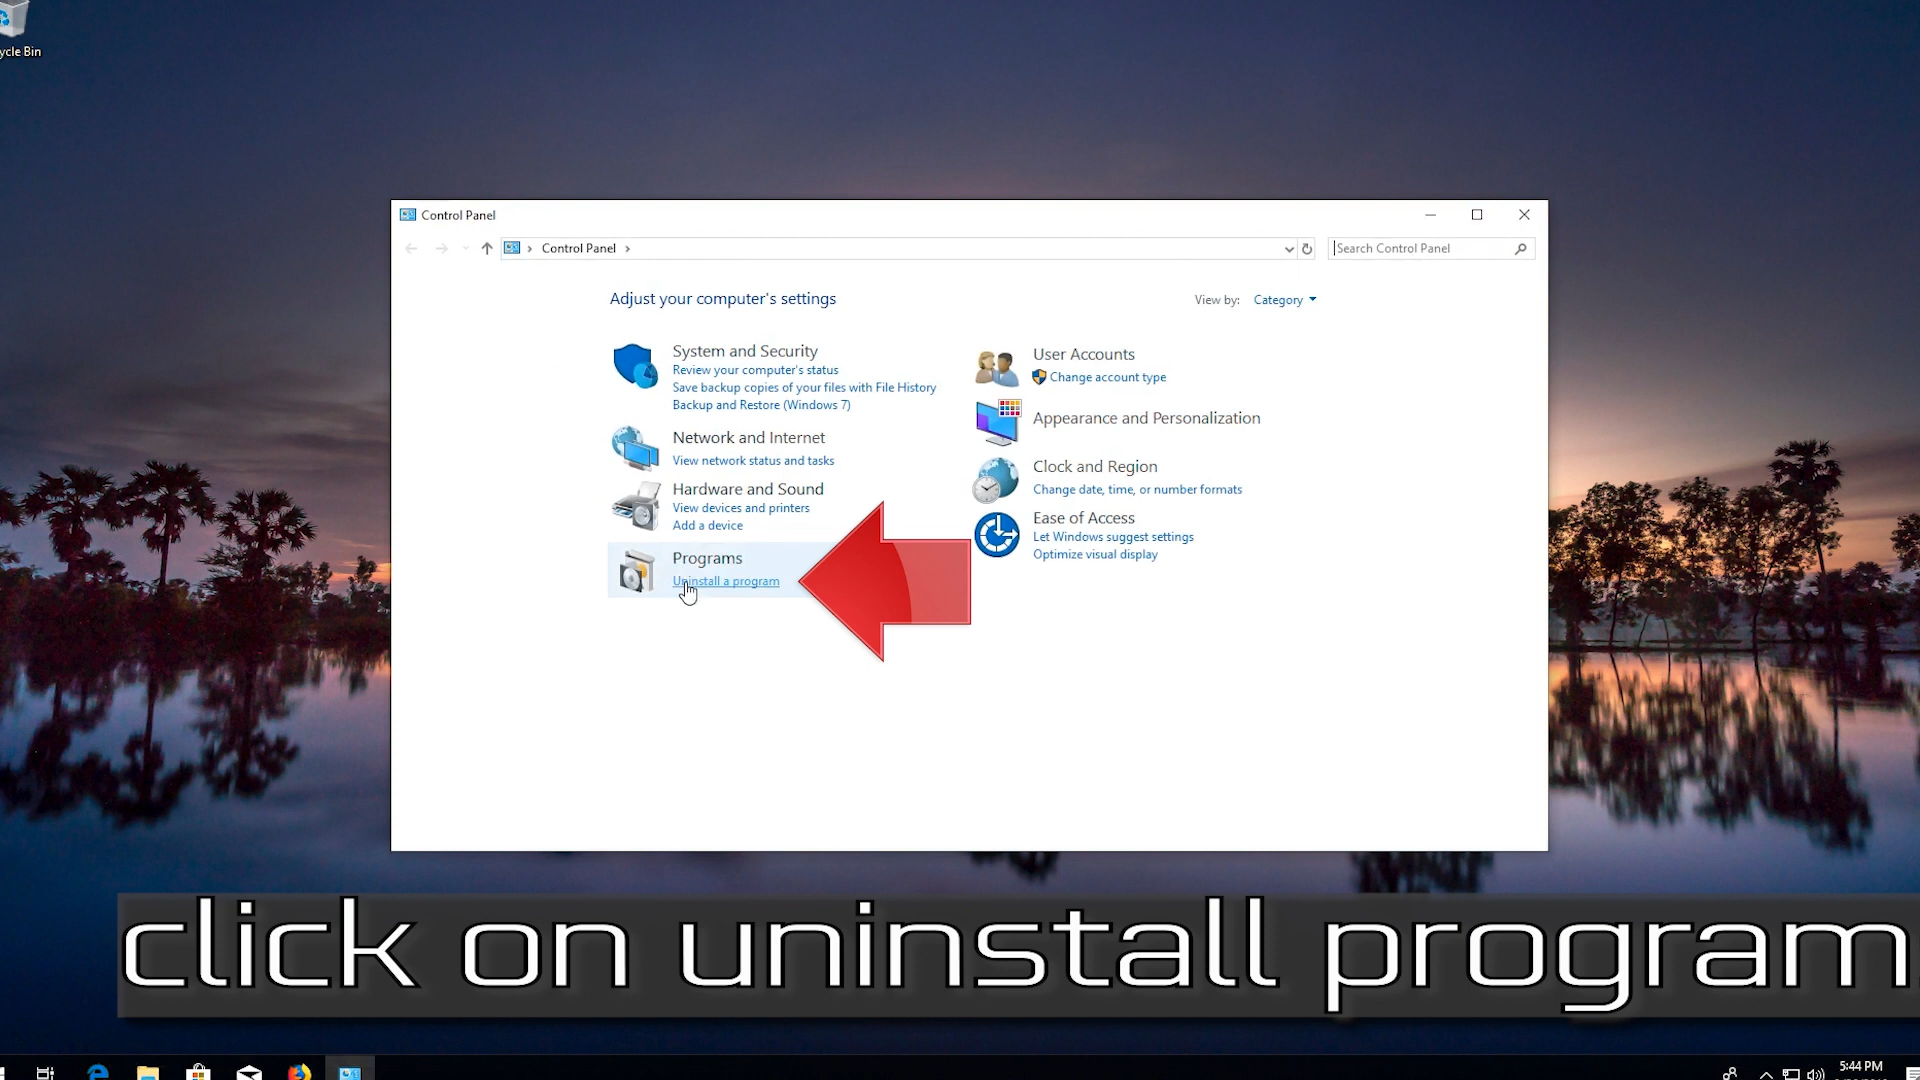 ycle Bin
Control Panel
Control Panel
Search Control Panel
Adjust your computer's settings
View by: Category
System and Security
Review your computer's status
Save backup copies of your files with File History
Backup and Restore (Windows 7)
Network and Internet
View network status and tasks
Hardware and Sound
View devices and printers
Add a device
Programs
Uninstall a program
User Accounts
Change account type
Appearance and Personalization
Clock and Region
Change date, time, or number formats
Ease of Access
Let Windows suggest settings
Optimize visual display
click on uninstall program
5:44 PM